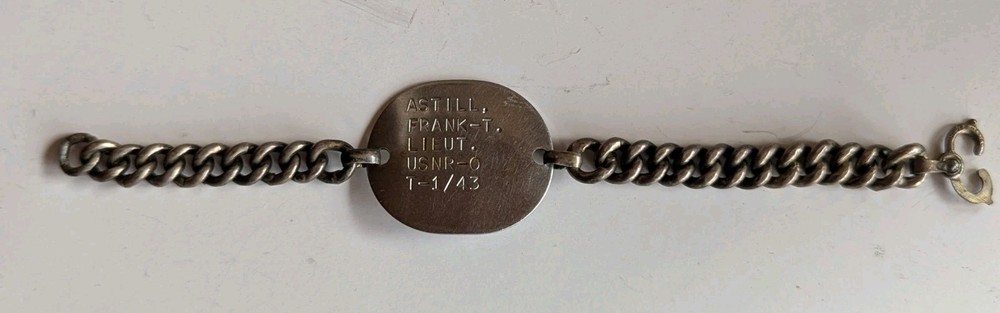 ASTILL,
FRANK-T.
LIEUT.
USNR-O
T-1/43